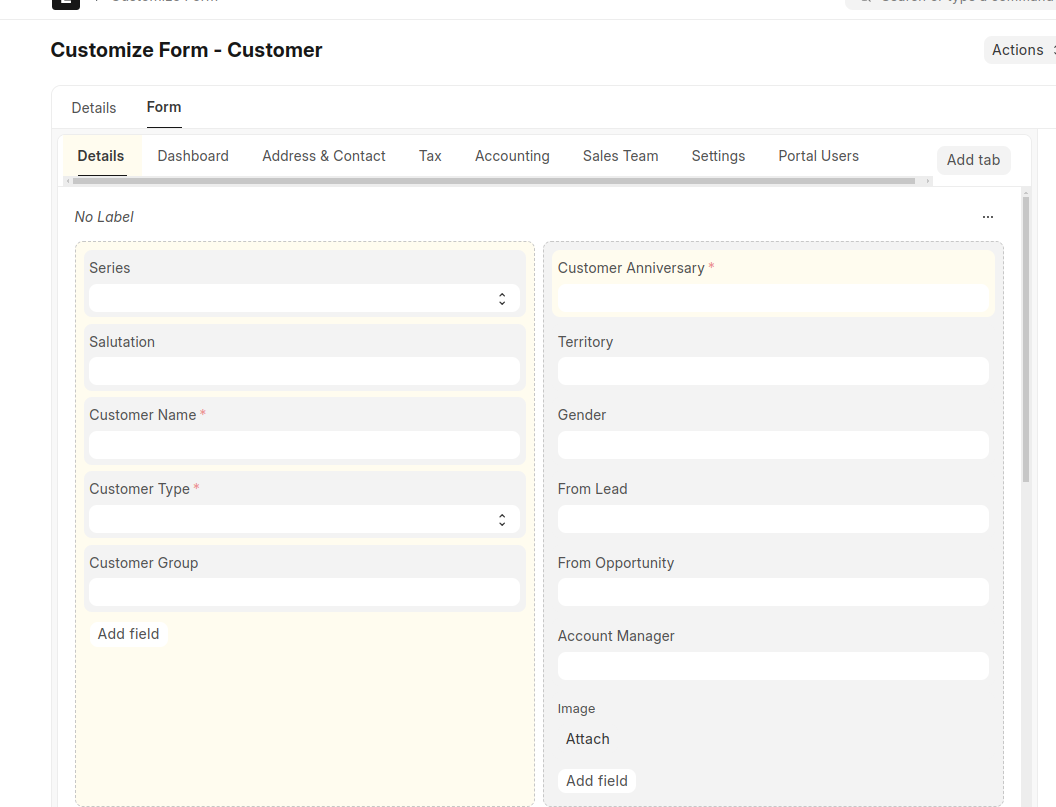 Customize Form - Customer
Actions
Details
Form
Details
Dashboard
Address & Contact
Tax
Accounting
Sales Team
Settings
Portal Users
Add tab
No Label
...
Series
Salutation
Customer Name *
Customer Type *
Customer Group
Add field
Customer Anniversary *
Territory
Gender
From Lead
From Opportunity
Account Manager
Image
Attach
Add field